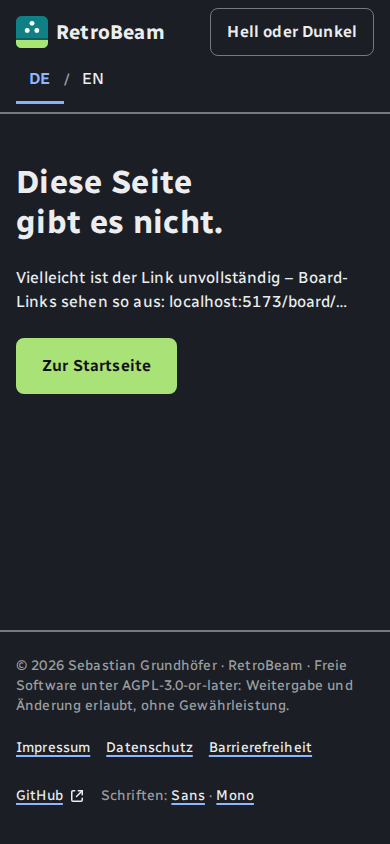 RetroBeam
Hell oder Dunkel
DE / EN
Diese Seite
gibt es nicht.
Vielleicht ist der Link unvollständig – Board-
Links sehen so aus: localhost:5173/board/…
Zur Startseite
© 2026 Sebastian Grundhöfer · RetroBeam · Freie
Software unter AGPL-3.0-or-later: Weitergabe und
Änderung erlaubt, ohne Gewährleistung.
Impressum Datenschutz Barrierefreiheit
GitHub Schriften: Sans · Mono